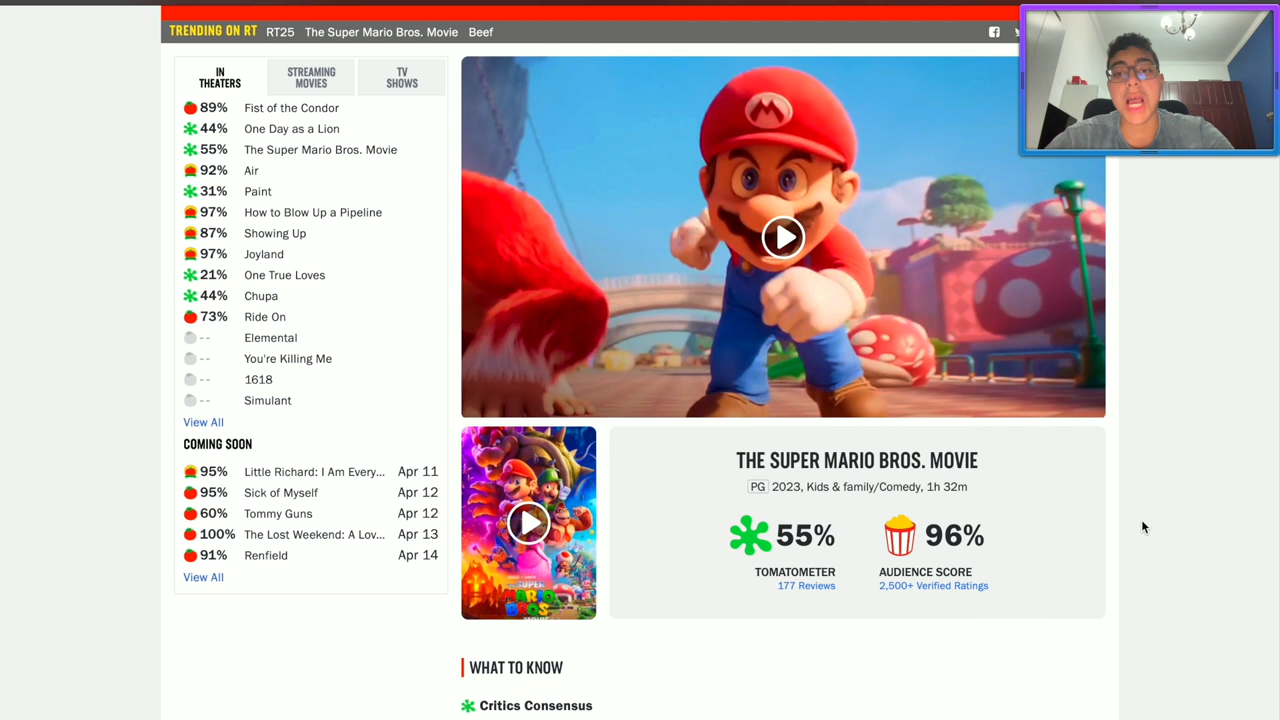 TRENDING ON RT RT25 The Super Mario Bros. Movie Beef
IN THEATERS
STREAMING MOVIES
TV SHOWS
89% Fist of the Condor
44% One Day as a Lion
55% The Super Mario Bros. Movie
92% Air
31% Paint
97% How to Blow Up a Pipeline
87% Showing Up
97% Joyland
21% One True Loves
44% Chupa
73% Ride On
-- Elemental
-- You're Killing Me
-- 1618
-- Simulant
View All
COMING SOON
95% Little Richard: I Am Every... Apr 11
95% Sick of Myself Apr 12
60% Tommy Guns Apr 12
100% The Lost Weekend: A Lov... Apr 13
91% Renfield Apr 14
View All
M
SUPER
MARIO
BROS.
MOVIE
THE SUPER MARIO BROS. MOVIE
PG 2023, Kids & family/Comedy, 1h 32m
55% 96%
TOMATOMETER AUDIENCE SCORE
177 Reviews 2,500+ Verified Ratings
WHAT TO KNOW
Critics Consensus